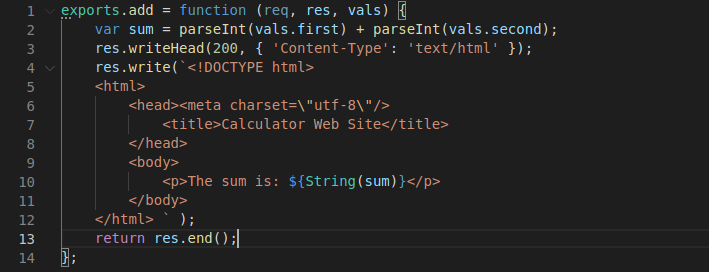 1 exports.add = function (req, res, vals) {
2 var sum = parseInt(vals.first) + parseInt(vals.second);
3 res.writeHead(200, { 'Content-Type': 'text/html' });
4 res.write(`<!DOCTYPE html>
5 <html>
6 <head><meta charset=\"utf-8\"/>
7 <title>Calculator Web Site</title>
8 </head>
9 <body>
10 <p>The sum is: ${String(sum)}</p>
11 </body>
12 </html> ` );
13 return res.end();
14 };